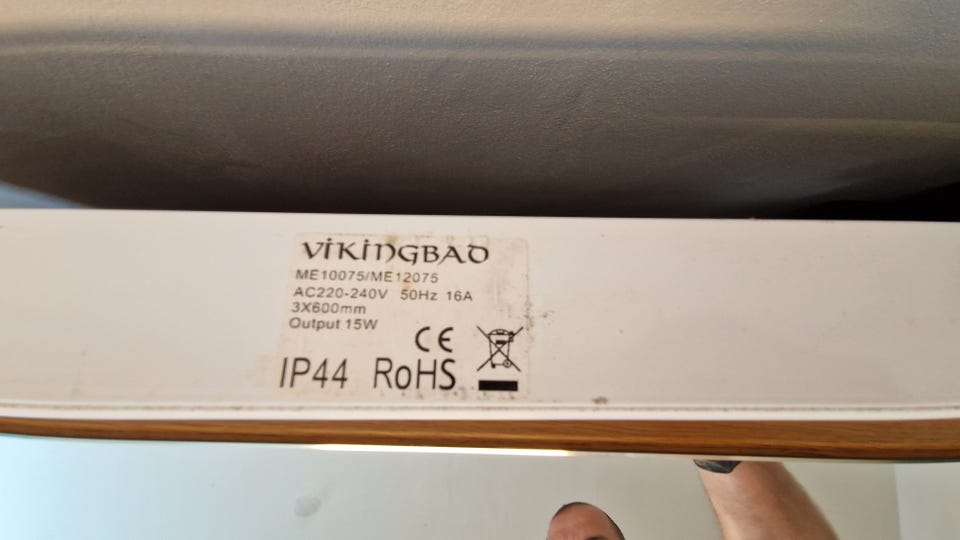 VIKINGBAD
ME10075/ME12075
AC220-240V 50Hz 16A
3X600mm
Output 15W
CE
IP44 RoHS